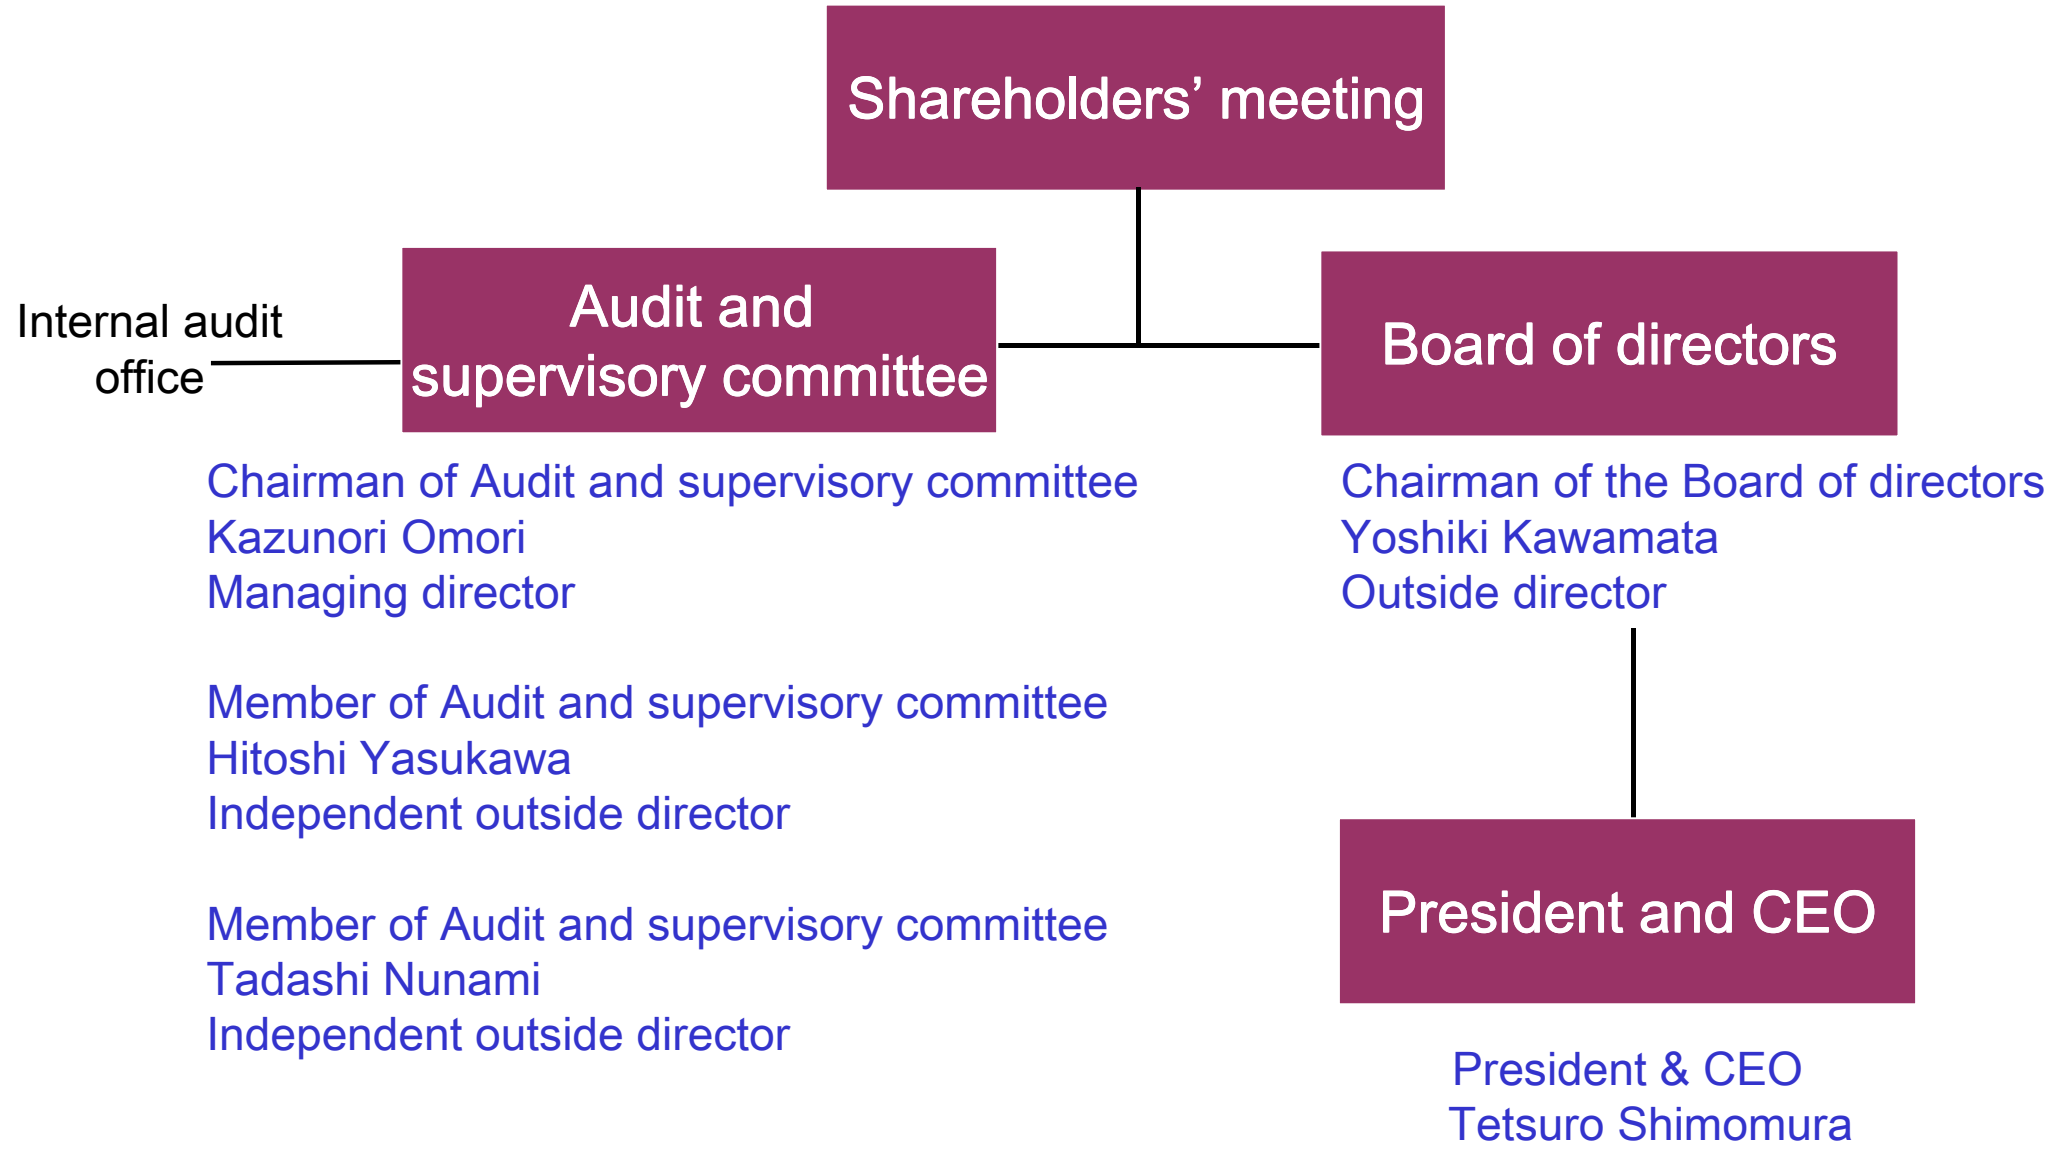 Shareholders’ meeting
Internal audit
office
Audit and
supervisory committee
Board of directors
Chairman of Audit and supervisory committee
Kazunori Omori
Managing director
Member of Audit and supervisory committee
Hitoshi Yasukawa
Independent outside director
Member of Audit and supervisory committee
Tadashi Nunami
Independent outside director
Chairman of the Board of directors
Yoshiki Kawamata
Outside director
President and CEO
President & CEO
Tetsuro Shimomura